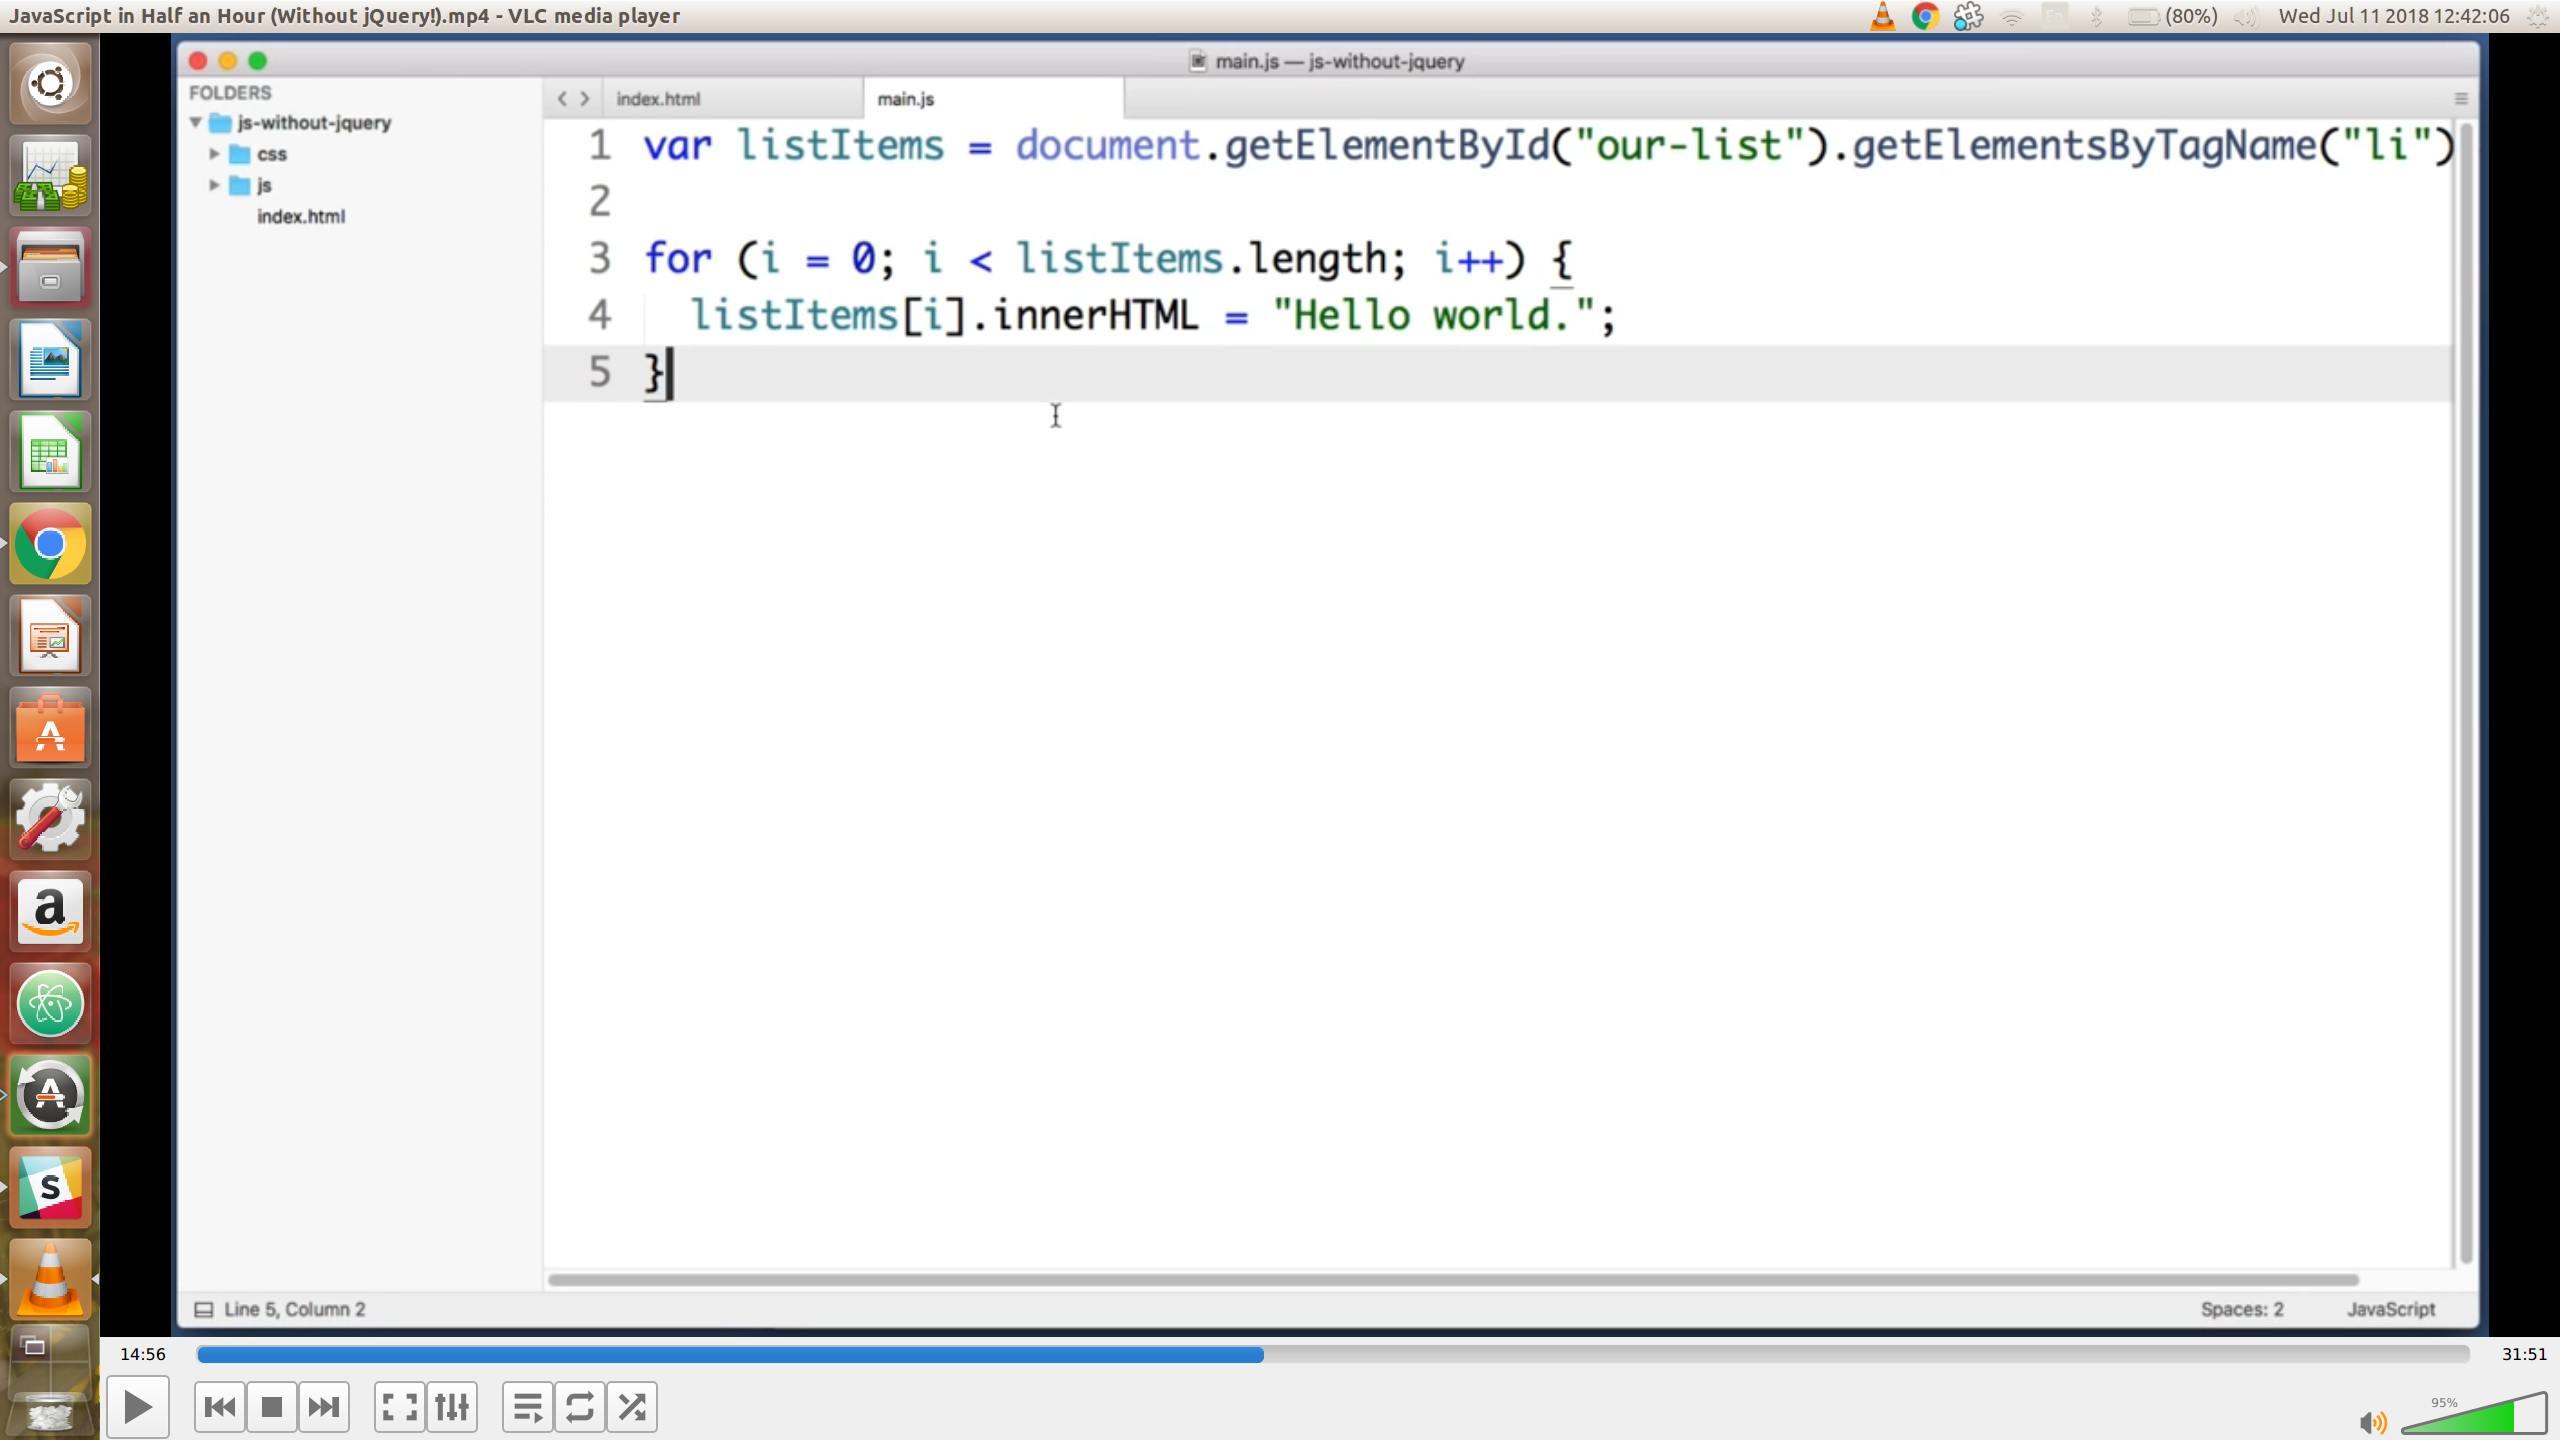 JavaScript in Half an Hour (Without jQuery!).mp4 - VLC media player
En (80%) Wed Jul 11 2018 12:42:06
main.js — js-without-jquery
FOLDERS
js-without-jquery
css
js
index.html
index.html main.js
1 var listItems = document.getElementById("our-list").getElementsByTagName("li")
2
3 for (i = 0; i < listItems.length; i++) {
4 listItems[i].innerHTML = "Hello world.";
5 }
Line 5, Column 2 Spaces: 2 JavaScript
14:56 31:51
95%